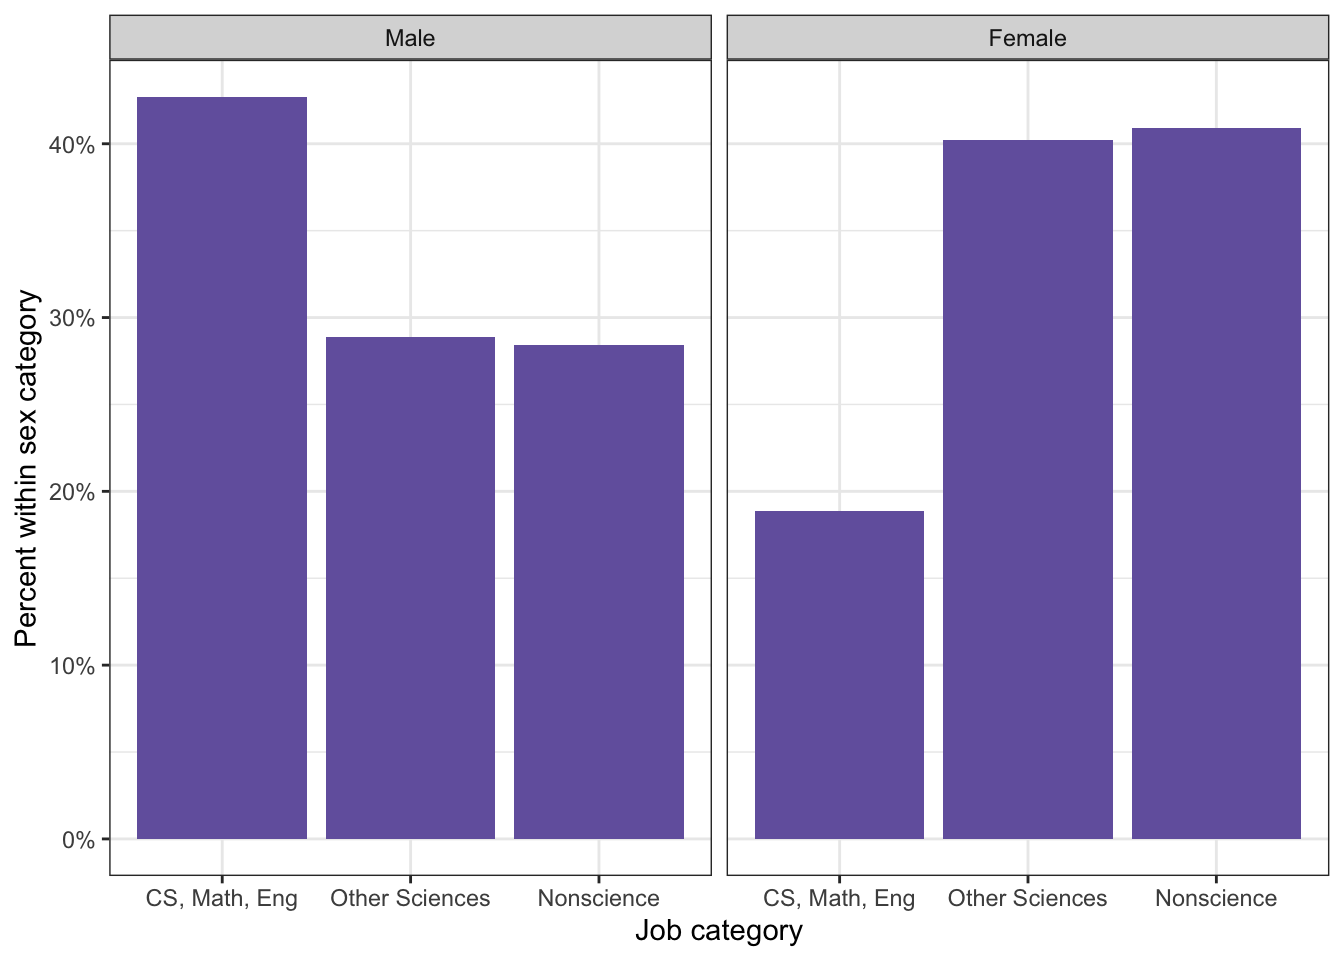 Male
Female
Percent within sex category
40%
30%
20%
10%
0%
CS, Math, Eng
Other Sciences
Nonscience
CS, Math, Eng
Other Sciences
Nonscience
Job category